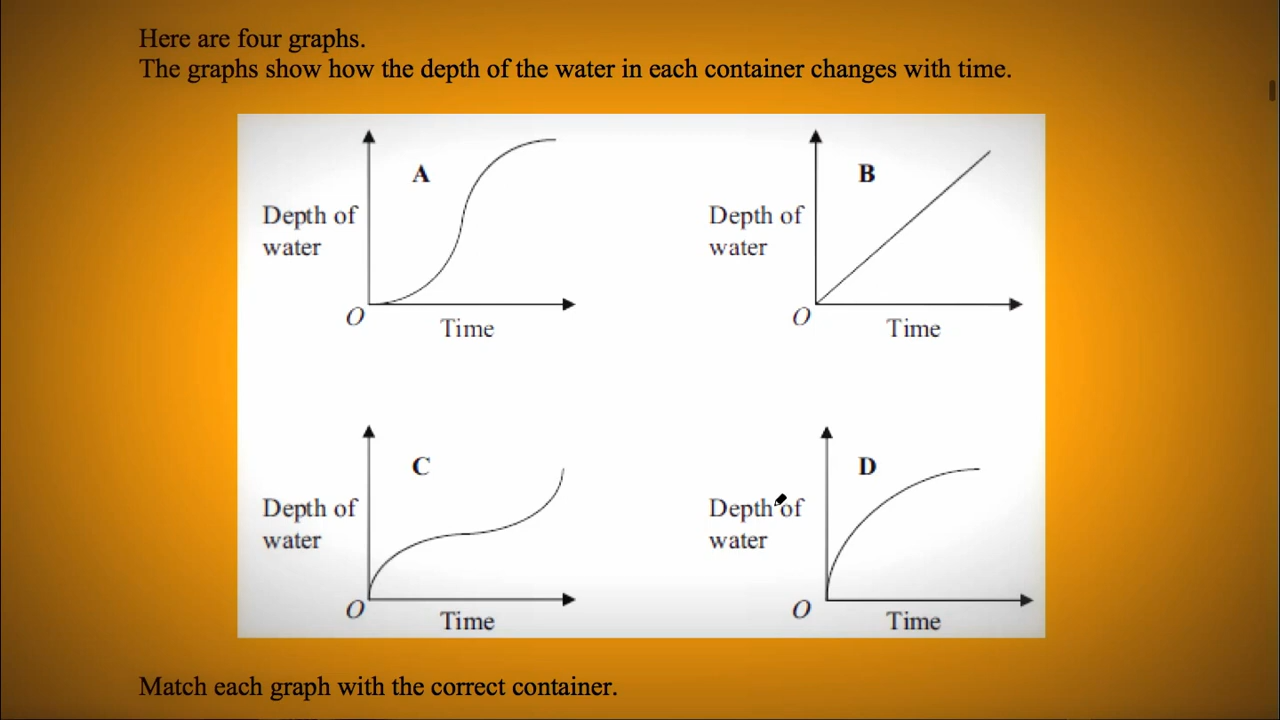 Here are four graphs.
The graphs show how the depth of the water in each container changes with time.
A
Depth of
water
O
Time
B
Depth of
water
O
Time
C
Depth of
water
O
Time
D
Depth of
water
O
Time
Match each graph with the correct container.